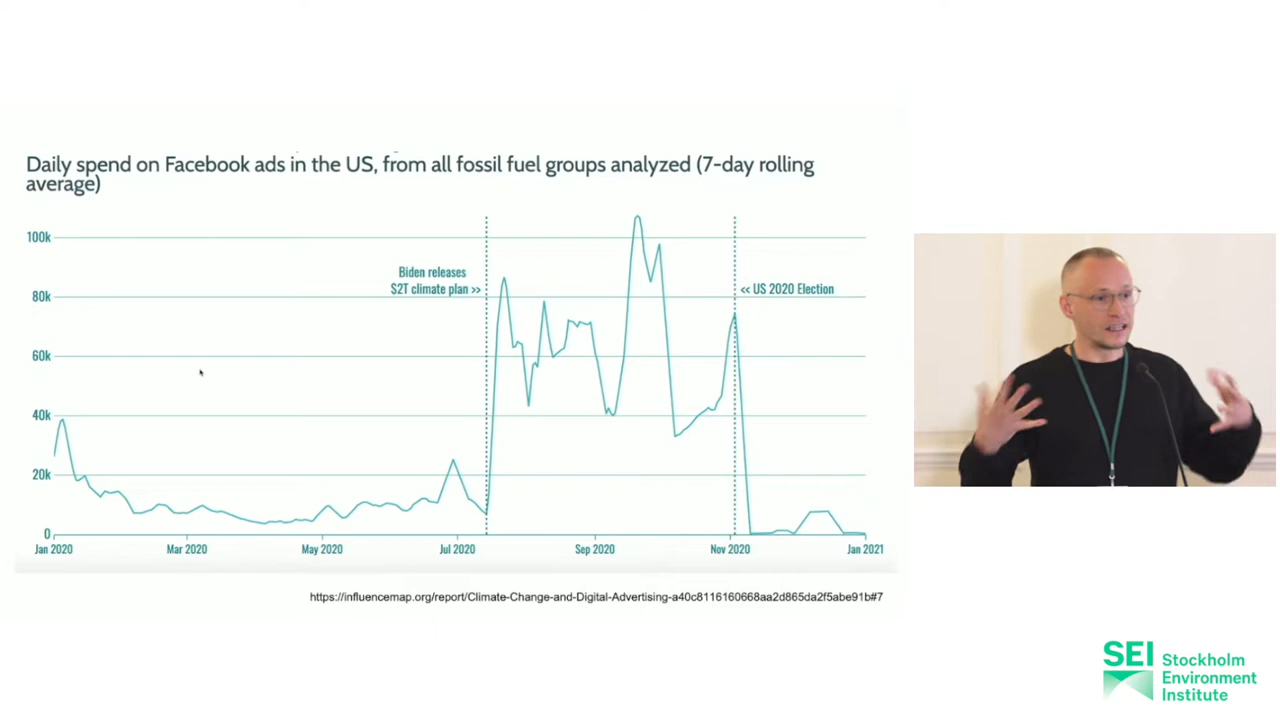 Daily spend on Facebook ads in the US, from all fossil fuel groups analyzed (7-day rolling
average)
100k
80k
60k
40k
20k
0
Biden releases
$2T climate plan >>
<< US 2020 Election
Jan 2020
Mar 2020
May 2020
Jul 2020
Sep 2020
Nov 2020
Jan 2021
https://influencemap.org/report/Climate-Change-and-Digital-Advertising-a40c8116160668aa2d865da2f5abe91b#7
SEI Stockholm
Environment
Institute